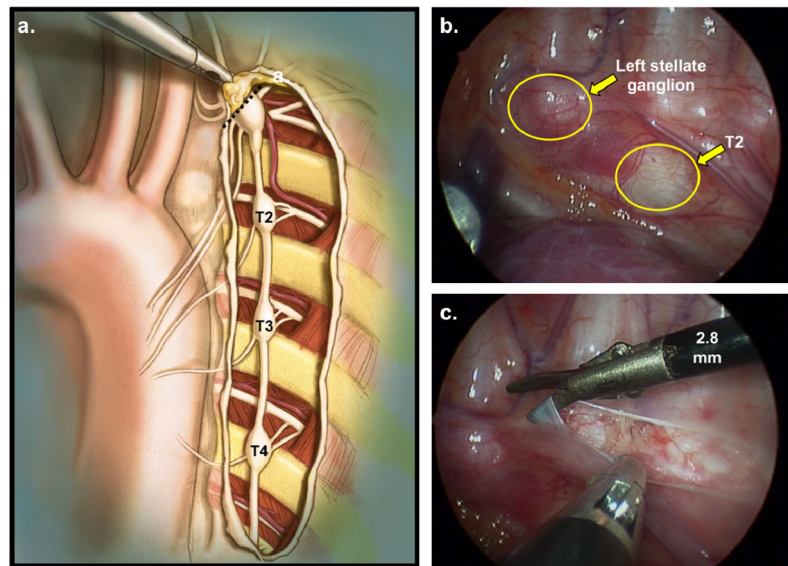 a.
a
T2
T3
T4
b.
Left stellate
ganglion
T2
c.
2.8
mm